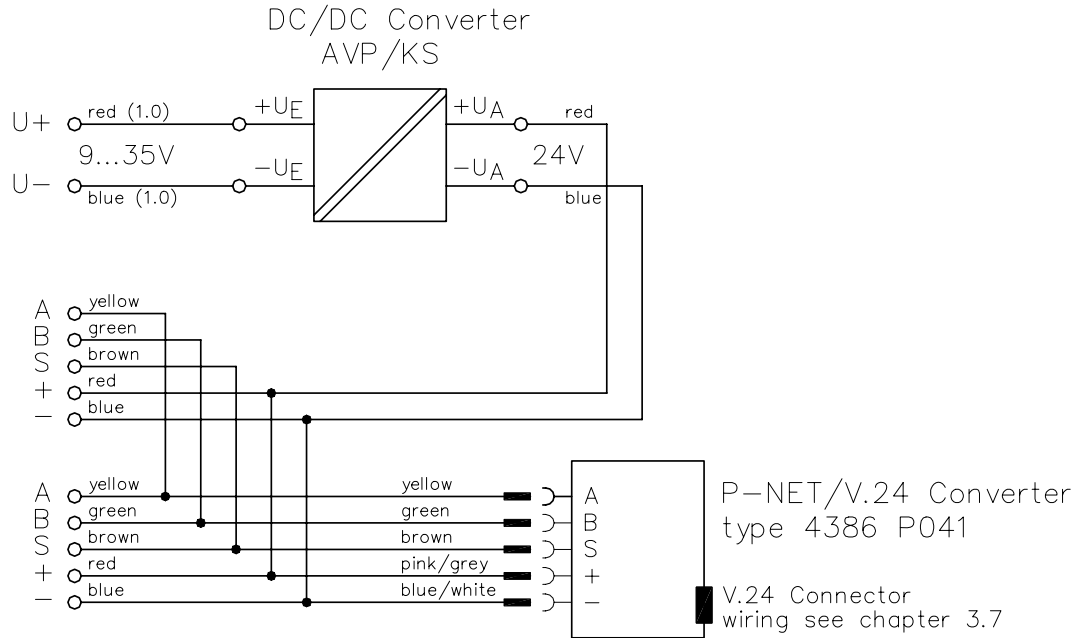 DC/DC Converter
AVP/KS
U+ red (1.0) +UE +UA red
9...35V 24V
U- blue (1.0) -UE -UA blue
A yellow
B green
S brown
+ red
- blue
A yellow yellow A
B green green B
S brown brown S
+ red pink/grey +
- blue blue/white -
P-NET/V.24 Converter
type 4386 P041
V.24 Connector
wiring see chapter 3.7